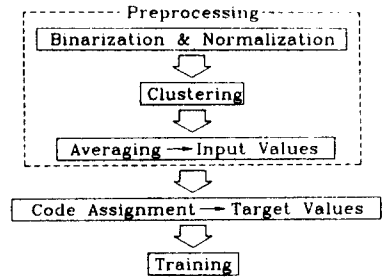 Preprocessing
Binarization & Normalization
Clustering
Averaging → Input Values
Code Assignment → Target Values
Training